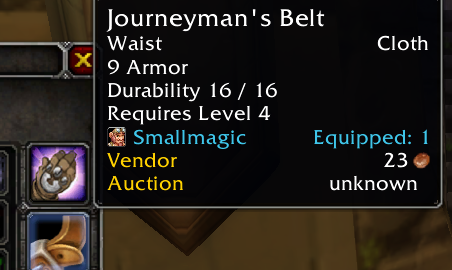 Journeyman's Belt
Waist Cloth
9 Armor
Durability 16 / 16
Requires Level 4
Smallmagic Equipped: 1
Vendor 23
Auction unknown